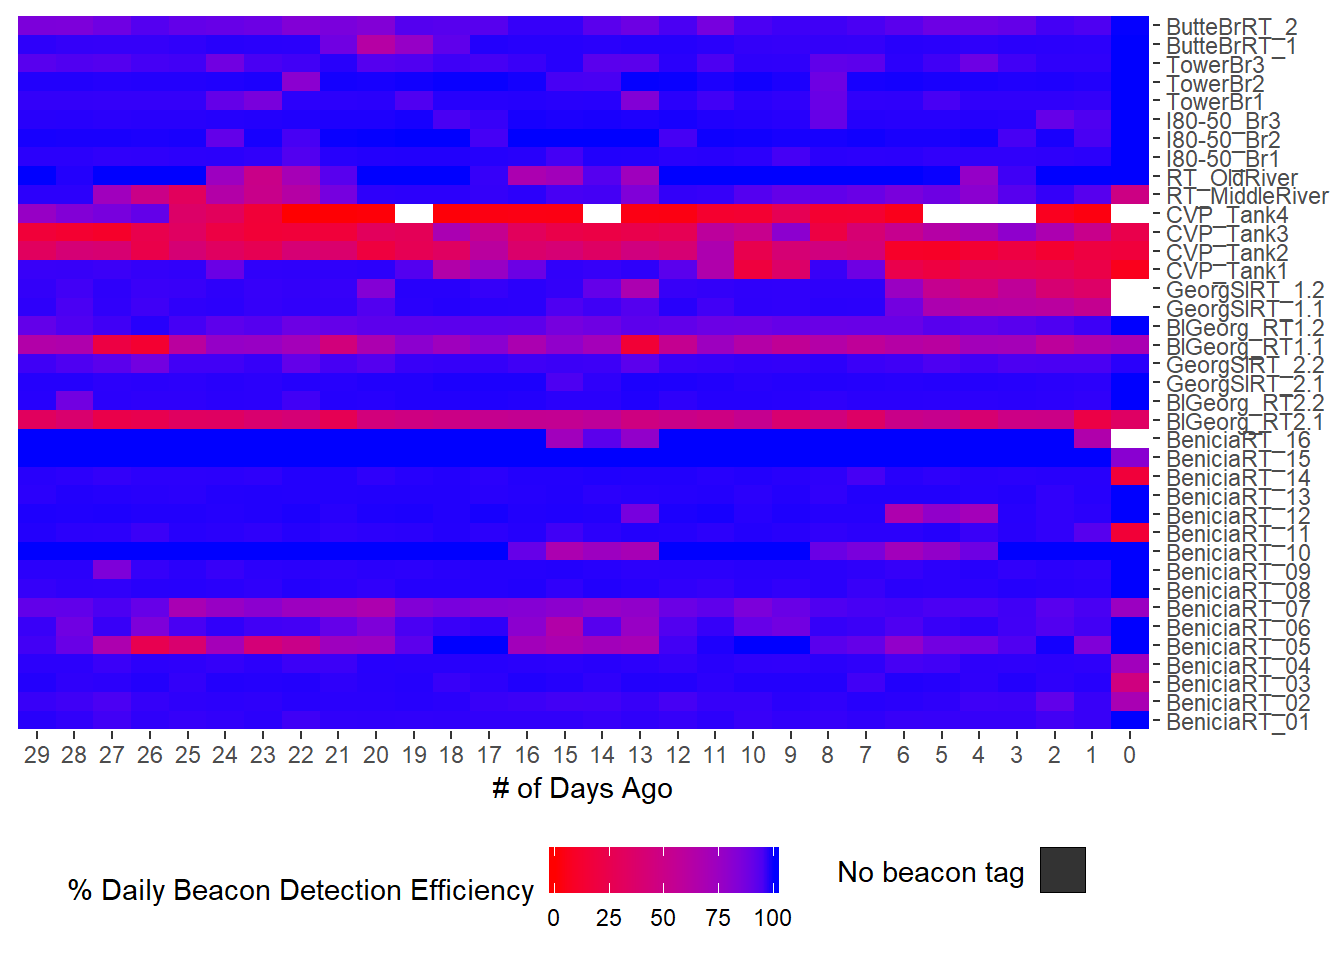 ButteBrRT_2
ButteBrRT_1
TowerBr3
TowerBr2
TowerBr1
I80-50_Br3
I80-50_Br2
I80-50_Br1
RT_OldRiver
RT_MiddleRiver
CVP_Tank4
CVP_Tank3
CVP_Tank2
CVP_Tank1
GeorgSlRT_1.2
GeorgSlRT_1.1
BlGeorg_RT1.2
BlGeorg_RT1.1
GeorgSlRT_2.2
GeorgSlRT_2.1
BlGeorg_RT2.2
BlGeorg_RT2.1
BeniciaRT_16
BeniciaRT_15
BeniciaRT_14
BeniciaRT_13
BeniciaRT_12
BeniciaRT_11
BeniciaRT_10
BeniciaRT_09
BeniciaRT_08
BeniciaRT_07
BeniciaRT_06
BeniciaRT_05
BeniciaRT_04
BeniciaRT_03
BeniciaRT_02
BeniciaRT_01
29 28 27 26 25 24 23 22 21 20 19 18 17 16 15 14 13 12 11 10 9 8 7 6 5 4 3 2 1 0
# of Days Ago
% Daily Beacon Detection Efficiency
0 25 50 75 100
No beacon tag